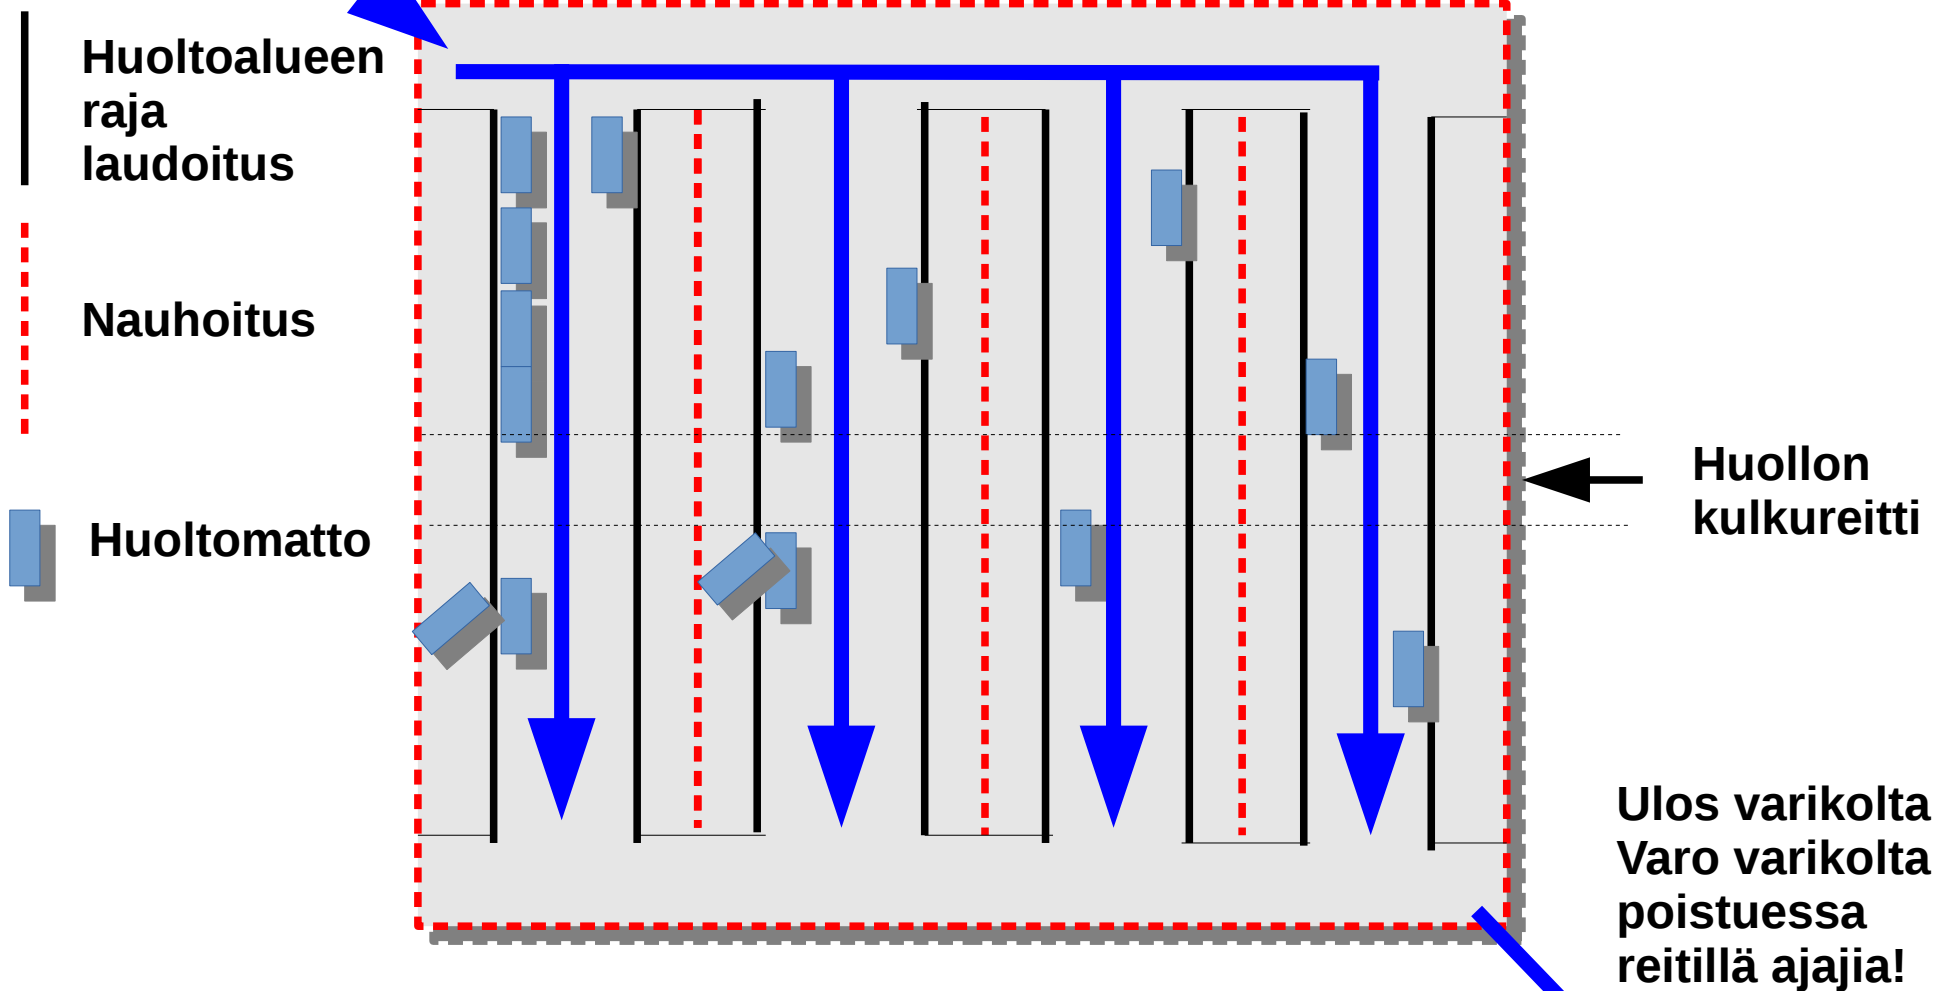 Huoltoalueen
raja
laudoitus
Nauhoitus
Huoltomatto
Huollon
kulkureitti
Ulos varikolta
Varo varikolta
poistuessa
reitillä ajajia!